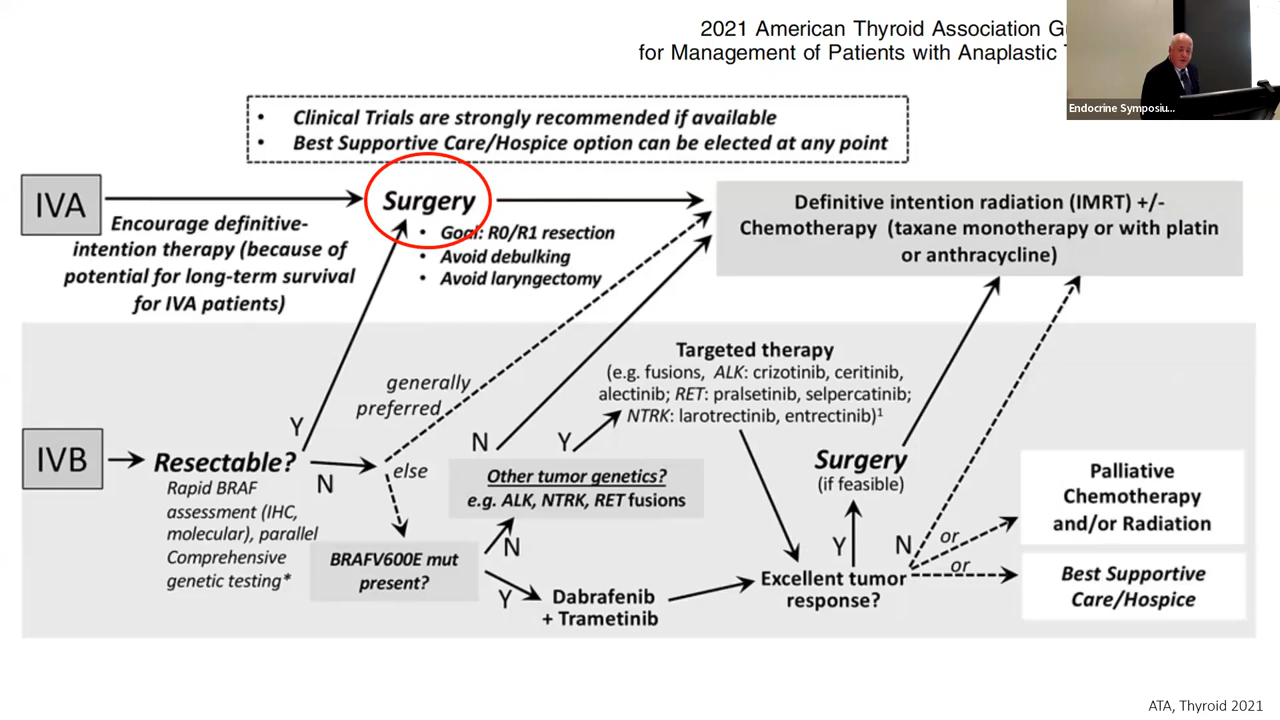 2021 American Thyroid Association
for Management of Patients with Anaplastic
Endocrine Symposiu...
• Clinical Trials are strongly recommended if available
• Best Supportive Care/Hospice option can be elected at any point
IVA
Encourage definitive-
intention therapy (because of
potential for long-term survival
for IVA patients)
Surgery
• Goal: R0/R1 resection
• Avoid debulking
• Avoid laryngectomy
Definitive intention radiation (IMRT) +/-
Chemotherapy (taxane monotherapy or with platin
or anthracycline)
generally
preferred
Targeted therapy
(e.g. fusions, ALK: crizotinib, ceritinib,
alectinib; RET: pralsetinib, selpercatinib;
NTRK: larotrectinib, entrectinib)¹
Y
IVB
Resectable?
N
Rapid BRAF
assessment (IHC,
molecular), parallel
Comprehensive
genetic testing*
else
N
Y
Other tumor genetics?
e.g. ALK, NTRK, RET fusions
BRAFV600E mut
present?
N
Y
Dabrafenib
+ Trametinib
Surgery
(if feasible)
Y
N
Excellent tumor
response?
or
or
Palliative
Chemotherapy
and/or Radiation
Best Supportive
Care/Hospice
ATA, Thyroid 2021